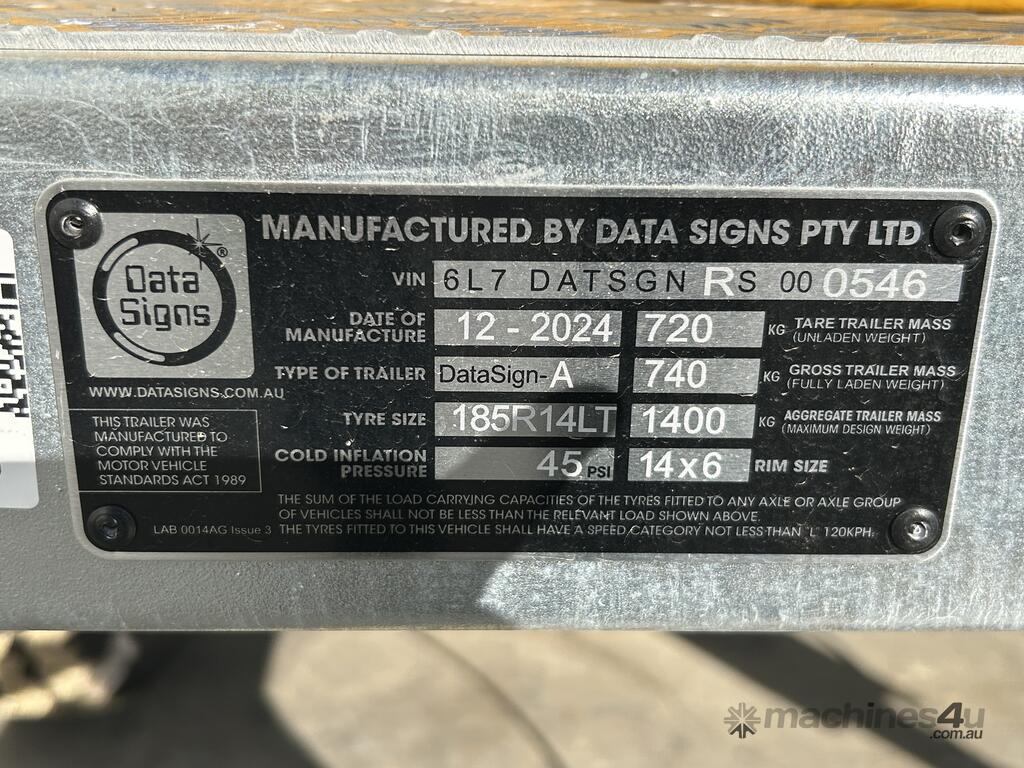 MANUFACTURED BY DATA SIGNS PTY LTD
Data
Signs
®
VIN 6L7 DATSGN RS 00 0546
DATE OF
MANUFACTURE 12 - 2024 720 KG TARE TRAILER MASS
(UNLADEN WEIGHT)
TYPE OF TRAILER DataSign-A 740 KG GROSS TRAILER MASS
(FULLY LADEN WEIGHT)
WWW.DATASIGNS.COM.AU
TYRE SIZE 185R14LT 1400 KG AGGREGATE TRAILER MASS
(MAXIMUM DESIGN WEIGHT)
COLD INFLATION
PRESSURE 45 PSI 14x6 RIM SIZE
THIS TRAILER WAS
MANUFACTURED TO
COMPLY WITH THE
MOTOR VEHICLE
STANDARDS ACT 1989
THE SUM OF THE LOAD CARRYING CAPACITIES OF THE TYRES FITTED TO ANY AXLE OR AXLE GROUP
OF VEHICLES SHALL NOT BE LESS THAN THE RELEVANT LOAD SHOWN ABOVE.
LAB 0014AG Issue 3 THE TYRES FITTED TO THIS VEHICLE SHALL HAVE A SPEED CATEGORY NOT LESS THAN "L" 120KPH.
machines4u
.com.au